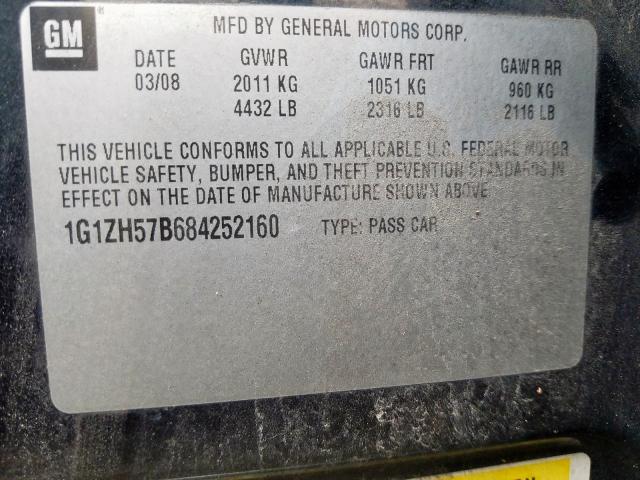 GM
MFD BY GENERAL MOTORS CORP.
DATE GVWR GAWR FRT GAWR RR
03/08 2011 KG 1051 KG 960 KG
4432 LB 2316 LB 2116 LB
THIS VEHICLE CONFORMS TO ALL APPLICABLE U.S. FEDERAL MOTOR
VEHICLE SAFETY, BUMPER, AND THEFT PREVENTION STANDARDS IN
EFFECT ON THE DATE OF MANUFACTURE SHOWN ABOVE.
1G1ZH57B684252160 TYPE: PASS CAR